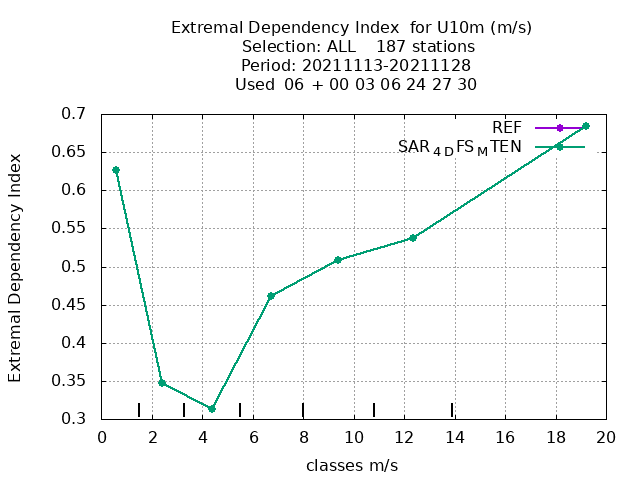 Extremal Dependency Index  for U10m (m/s)
Selection: ALL    187 stations
Period: 20211113-20211128
Used  06  + 00 03 06 24 27 30
0.7
0.65
0.6
0.55
0.5
0.45
0.4
0.35
0.3
Extremal Dependency Index
REF
SAR4DFSMTEN
0 2 4 6 8 10 12 14 16 18 20
classes m/s